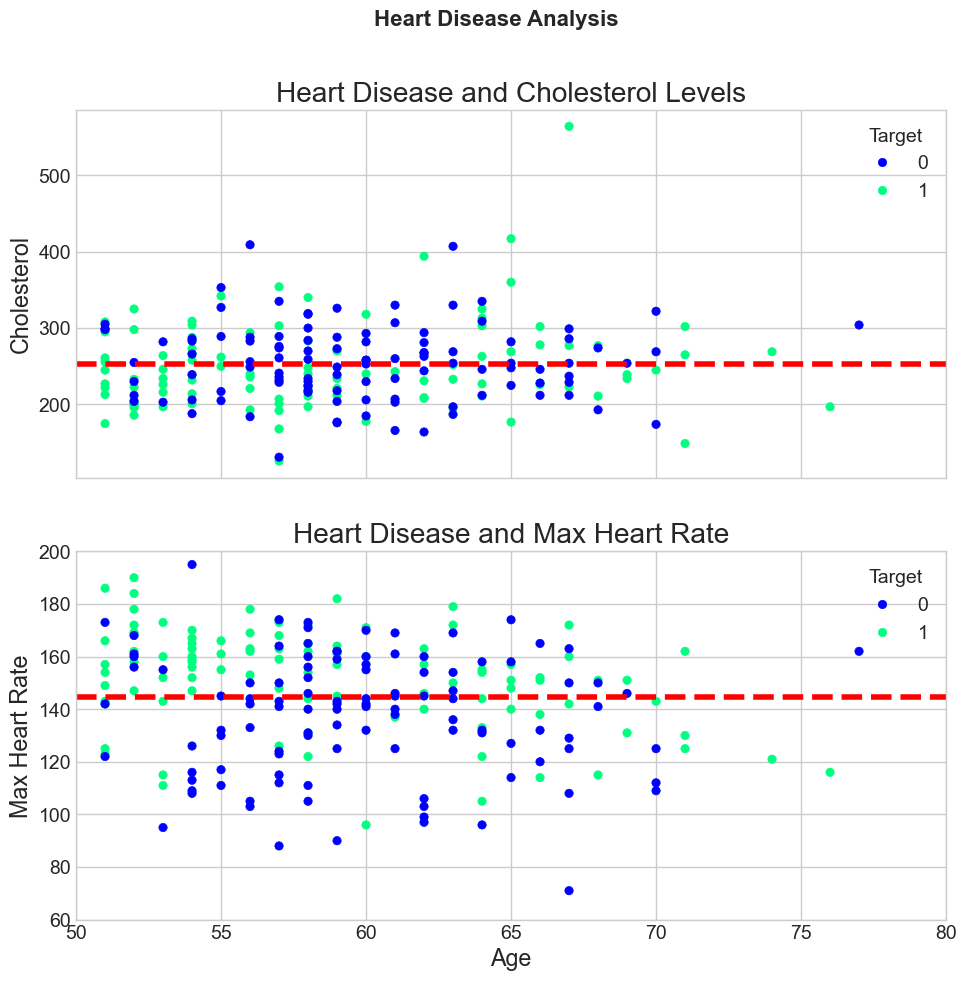 Heart Disease Analysis
Heart Disease and Cholesterol Levels
Target
0
1
500
400
300
200
Cholesterol
Heart Disease and Max Heart Rate
Target
0
1
200
180
160
140
120
100
80
60
Max Heart Rate
50 55 60 65 70 75 80
Age